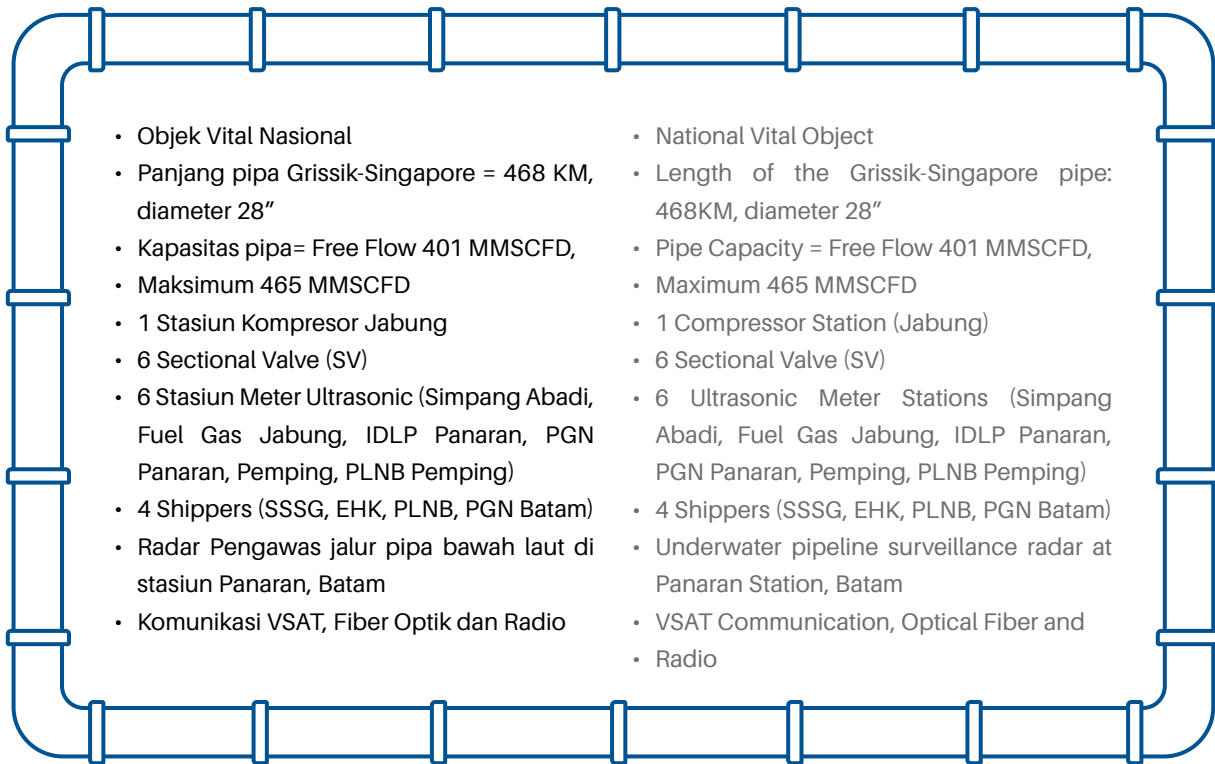 • Objek Vital Nasional
• Panjang pipa Grissik-Singapore = 468 KM,
diameter 28”
• Kapasitas pipa= Free Flow 401 MMSCFD,
• Maksimum 465 MMSCFD
• 1 Stasiun Kompresor Jabung
• 6 Sectional Valve (SV)
• 6 Stasiun Meter Ultrasonic (Simpang Abadi,
Fuel Gas Jabung, IDLP Panaran, PGN
Panaran, Pemping, PLNB Pemping)
• 4 Shippers (SSSG, EHK, PLNB, PGN Batam)
• Radar Pengawas jalur pipa bawah laut di
stasiun Panaran, Batam
• Komunikasi VSAT, Fiber Optik dan Radio
• National Vital Object
• Length of the Grissik-Singapore pipe:
468KM, diameter 28”
• Pipe Capacity = Free Flow 401 MMSCFD,
• Maximum 465 MMSCFD
• 1 Compressor Station (Jabung)
• 6 Sectional Valve (SV)
• 6 Ultrasonic Meter Stations (Simpang
Abadi, Fuel Gas Jabung, IDLP Panaran,
PGN Panaran, Pemping, PLNB Pemping)
• 4 Shippers (SSSG, EHK, PLNB, PGN Batam)
• Underwater pipeline surveillance radar at
Panaran Station, Batam
• VSAT Communication, Optical Fiber and
• Radio